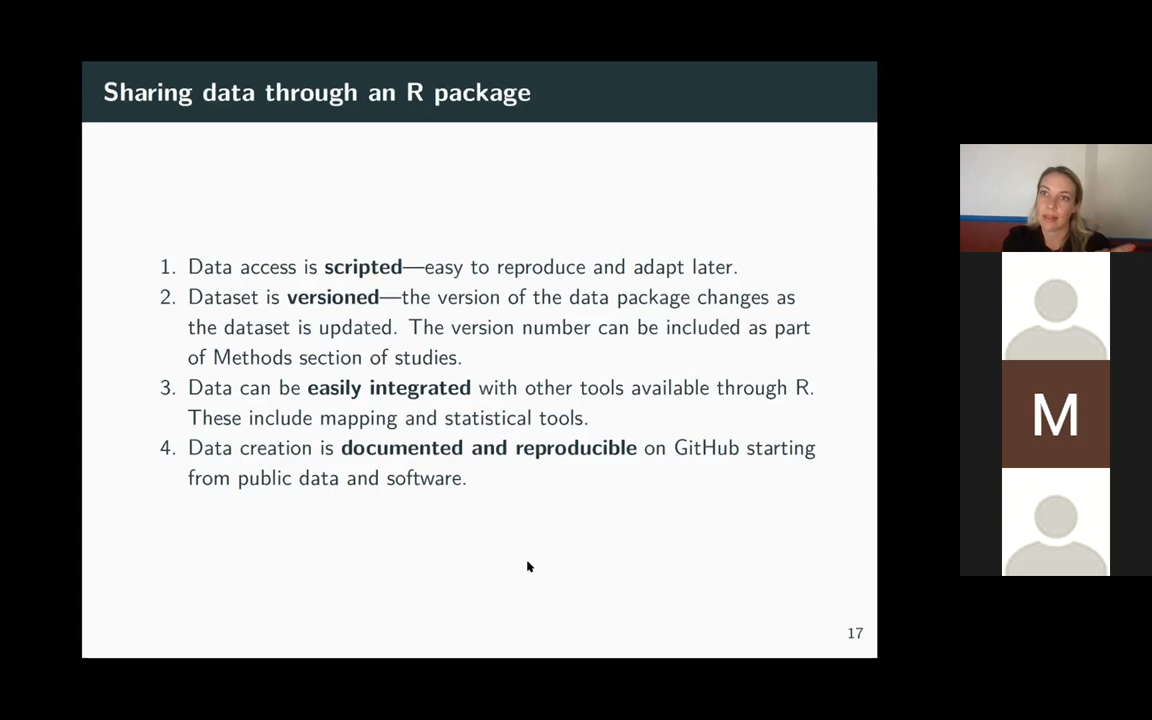 Sharing data through an R package
1. Data access is scripted—easy to reproduce and adapt later.
2. Dataset is versioned—the version of the data package changes as
the dataset is updated. The version number can be included as part
of Methods section of studies.
3. Data can be easily integrated with other tools available through R.
These include mapping and statistical tools.
4. Data creation is documented and reproducible on GitHub starting
from public data and software.
17
M